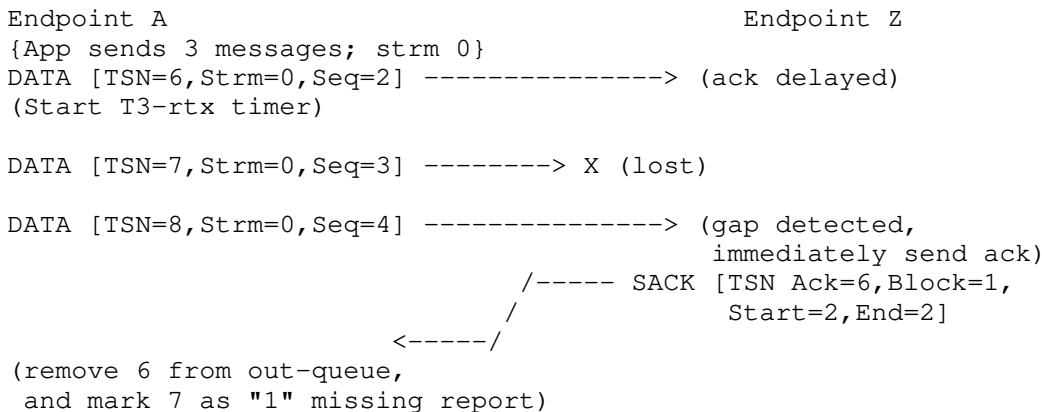 Endpoint A                                    Endpoint Z
{App sends 3 messages; strm 0}
DATA [TSN=6,Strm=0,Seq=2] ---------------> (ack delayed)
(Start T3-rtx timer)
DATA [TSN=7,Strm=0,Seq=3] --------> X (lost)
DATA [TSN=8,Strm=0,Seq=4] ---------------> (gap detected,
                                           immediately send ack)
                                /----- SACK [TSN Ack=6,Block=1,
                               /             Start=2,End=2]
                        <-----/
(remove 6 from out-queue,
 and mark 7 as "1" missing report)